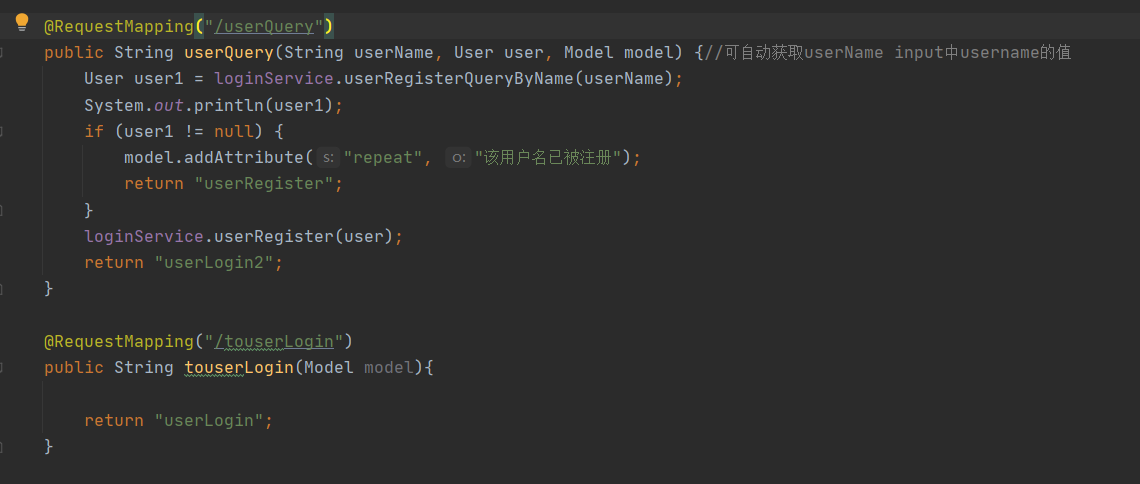 @RequestMapping("/userQuery")
public String userQuery(String userName, User user, Model model) {//可自动获取userName input中username的值
    User user1 = loginService.userRegisterQueryByName(userName);
    System.out.println(user1);
    if (user1 != null) {
        model.addAttribute( s: "repeat", o: "该用户名已被注册");
        return "userRegister";
    }
    loginService.userRegister(user);
    return "userLogin2";
}
@RequestMapping("/touserLogin")
public String touserLogin(Model model){
    return "userLogin";
}